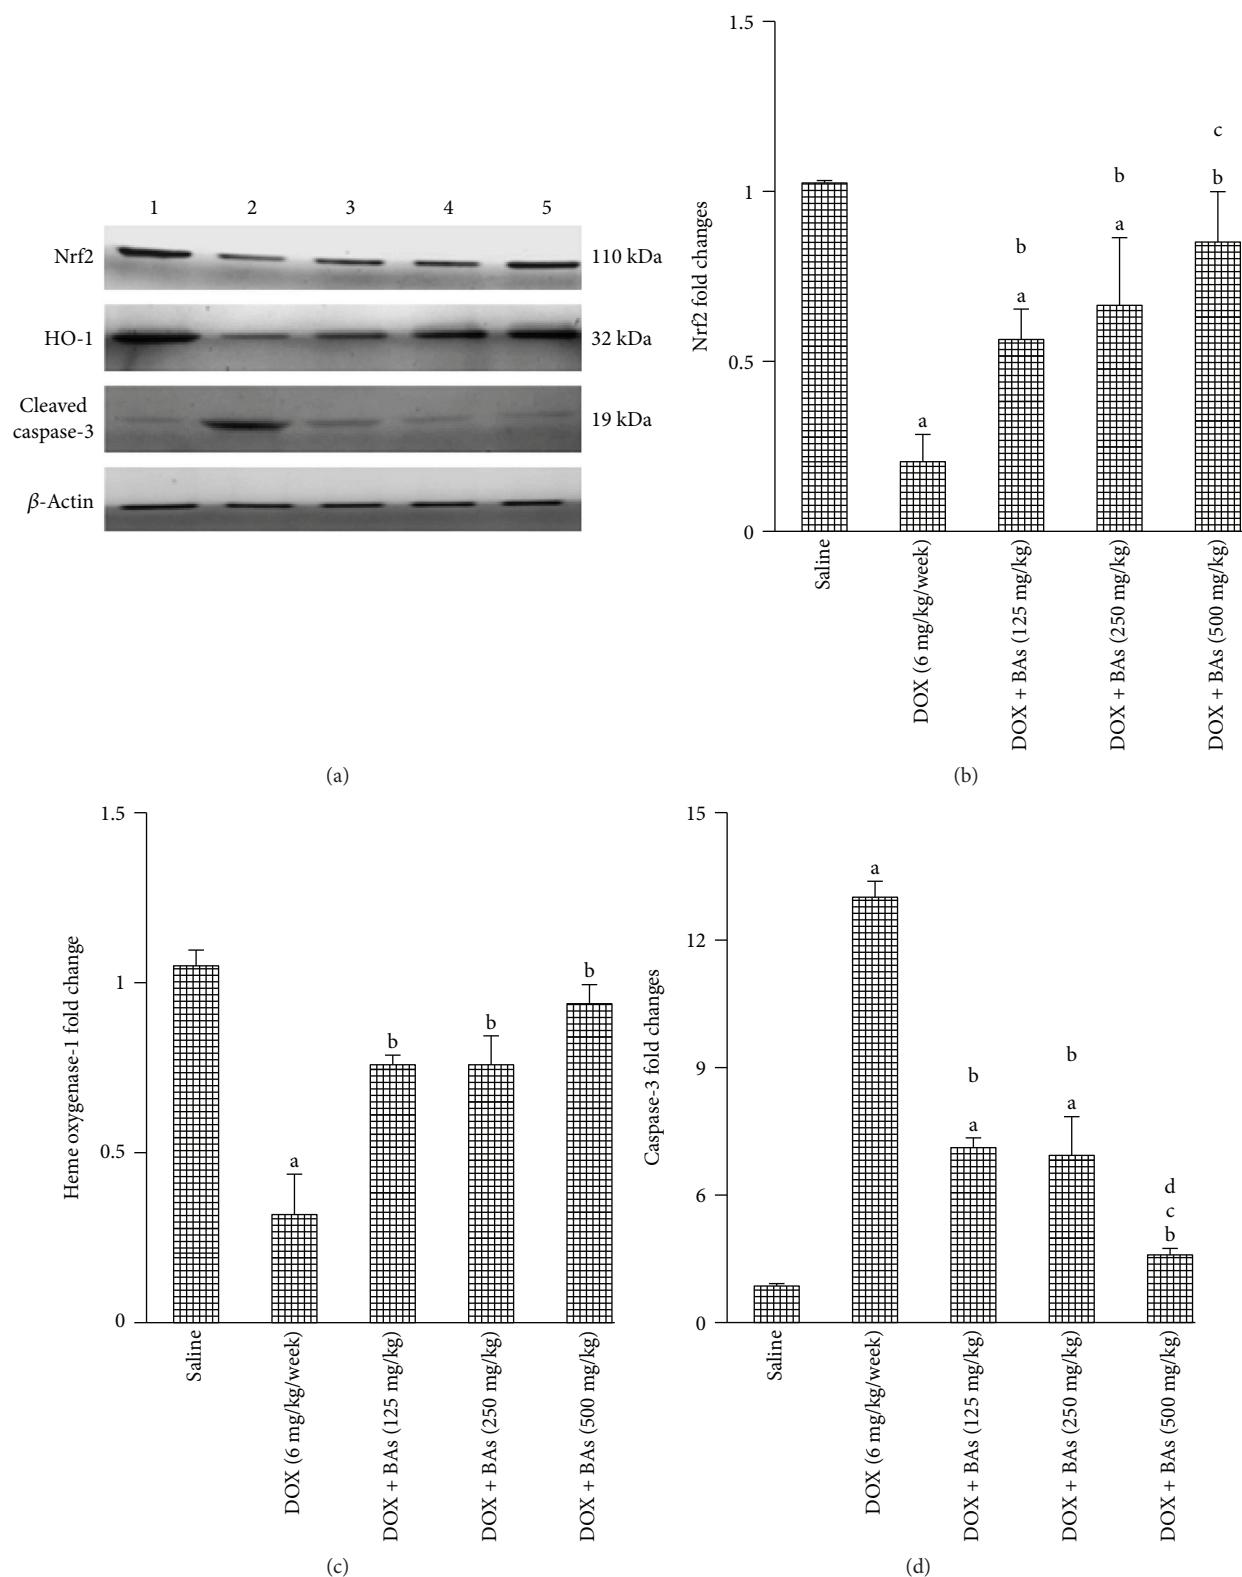 1 2 3 4 5
Nrf2 110 kDa
HO-1 32 kDa
Cleaved
caspase-3 19 kDa
β-Actin
(a)
Nrf2 fold changes
1.5
1
0.5
0
a
a
b
a
b
b
c
Saline
DOX (6 mg/kg/week)
DOX + BAs (125 mg/kg)
DOX + BAs (250 mg/kg)
DOX + BAs (500 mg/kg)
(b)
Heme oxygenase-1 fold change
1.5
1
0.5
0
a
b
b
b
Saline
DOX (6 mg/kg/week)
DOX + BAs (125 mg/kg)
DOX + BAs (250 mg/kg)
DOX + BAs (500 mg/kg)
(c)
Caspase-3 fold changes
15
12
9
6
0
a
b
a
b
a
d
c
b
Saline
DOX (6 mg/kg/week)
DOX + BAs (125 mg/kg)
DOX + BAs (250 mg/kg)
DOX + BAs (500 mg/kg)
(d)